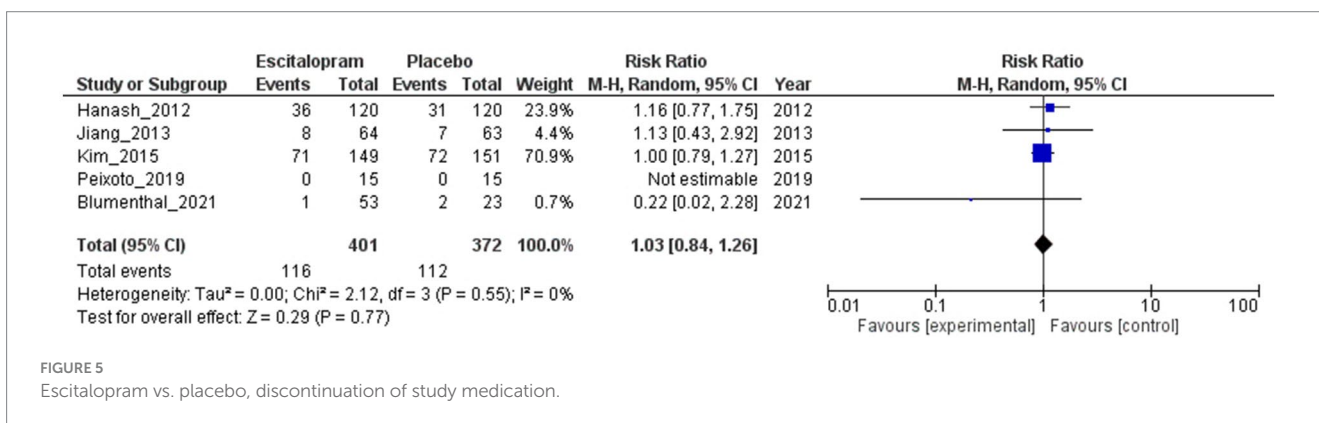 Escitalopram Placebo Risk Ratio Risk Ratio
Study or Subgroup Events Total Events Total Weight M-H, Random, 95% CI Year M-H, Random, 95% CI
Hanash_2012 36 120 31 120 23.9% 1.16 [0.77, 1.75] 2012
Jiang_2013 8 64 7 63 4.4% 1.13 [0.43, 2.92] 2013
Kim_2015 71 149 72 151 70.9% 1.00 [0.79, 1.27] 2015
Peixoto_2019 0 15 0 15 Not estimable 2019
Blumenthal_2021 1 53 2 23 0.7% 0.22 [0.02, 2.28] 2021
Total (95% CI) 401 372 100.0% 1.03 [0.84, 1.26]
Total events 116 112
Heterogeneity: Tau² = 0.00; Chi² = 2.12, df = 3 (P = 0.55); I² = 0%
Test for overall effect: Z = 0.29 (P = 0.77)
0.01 0.1 1 10 100
Favours [experimental] Favours [control]
FIGURE 5
Escitalopram vs. placebo, discontinuation of study medication.